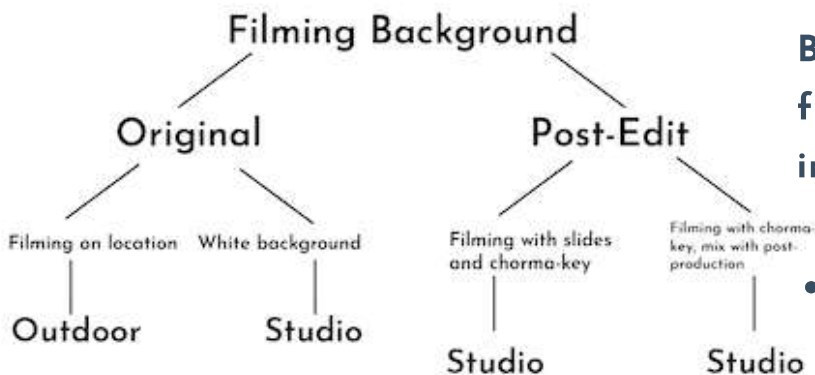 Filming Background
Original
Post-Edit
Filming on location
White background
Filming with slides
and chorma-key
Filming with chorma-
key, mix with post-
production
Outdoor
Studio
Studio
Studio
B
f
in
•